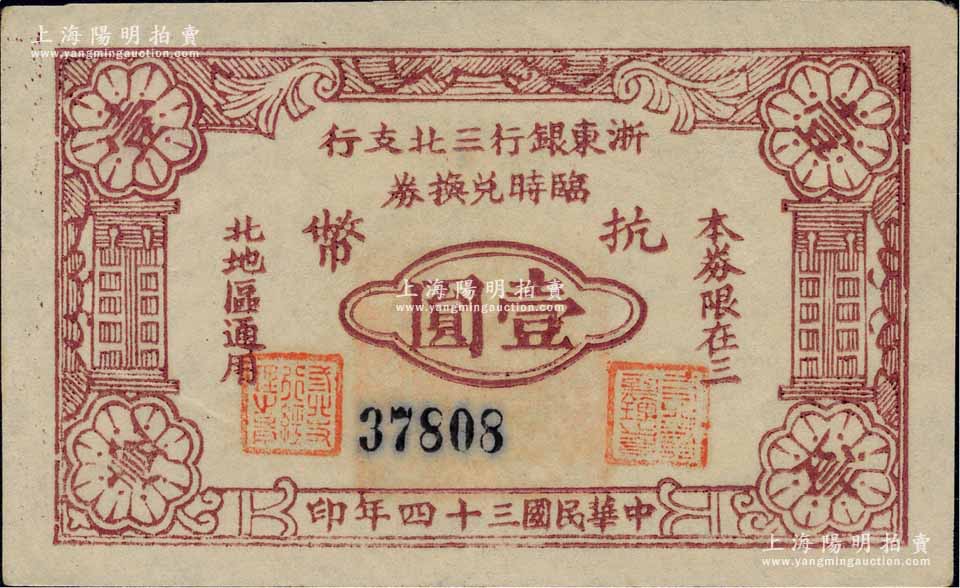 上海陽明拍賣
www.yangmingauction.com
浙東銀行三北支行
臨時兌換券
抗幣
壹圓
本券限在三
北地區通用
上海陽明拍賣
www.yangmingauction.com
37808
中華民國三十四年印
上海陽明拍賣
www.yangmingauction.com